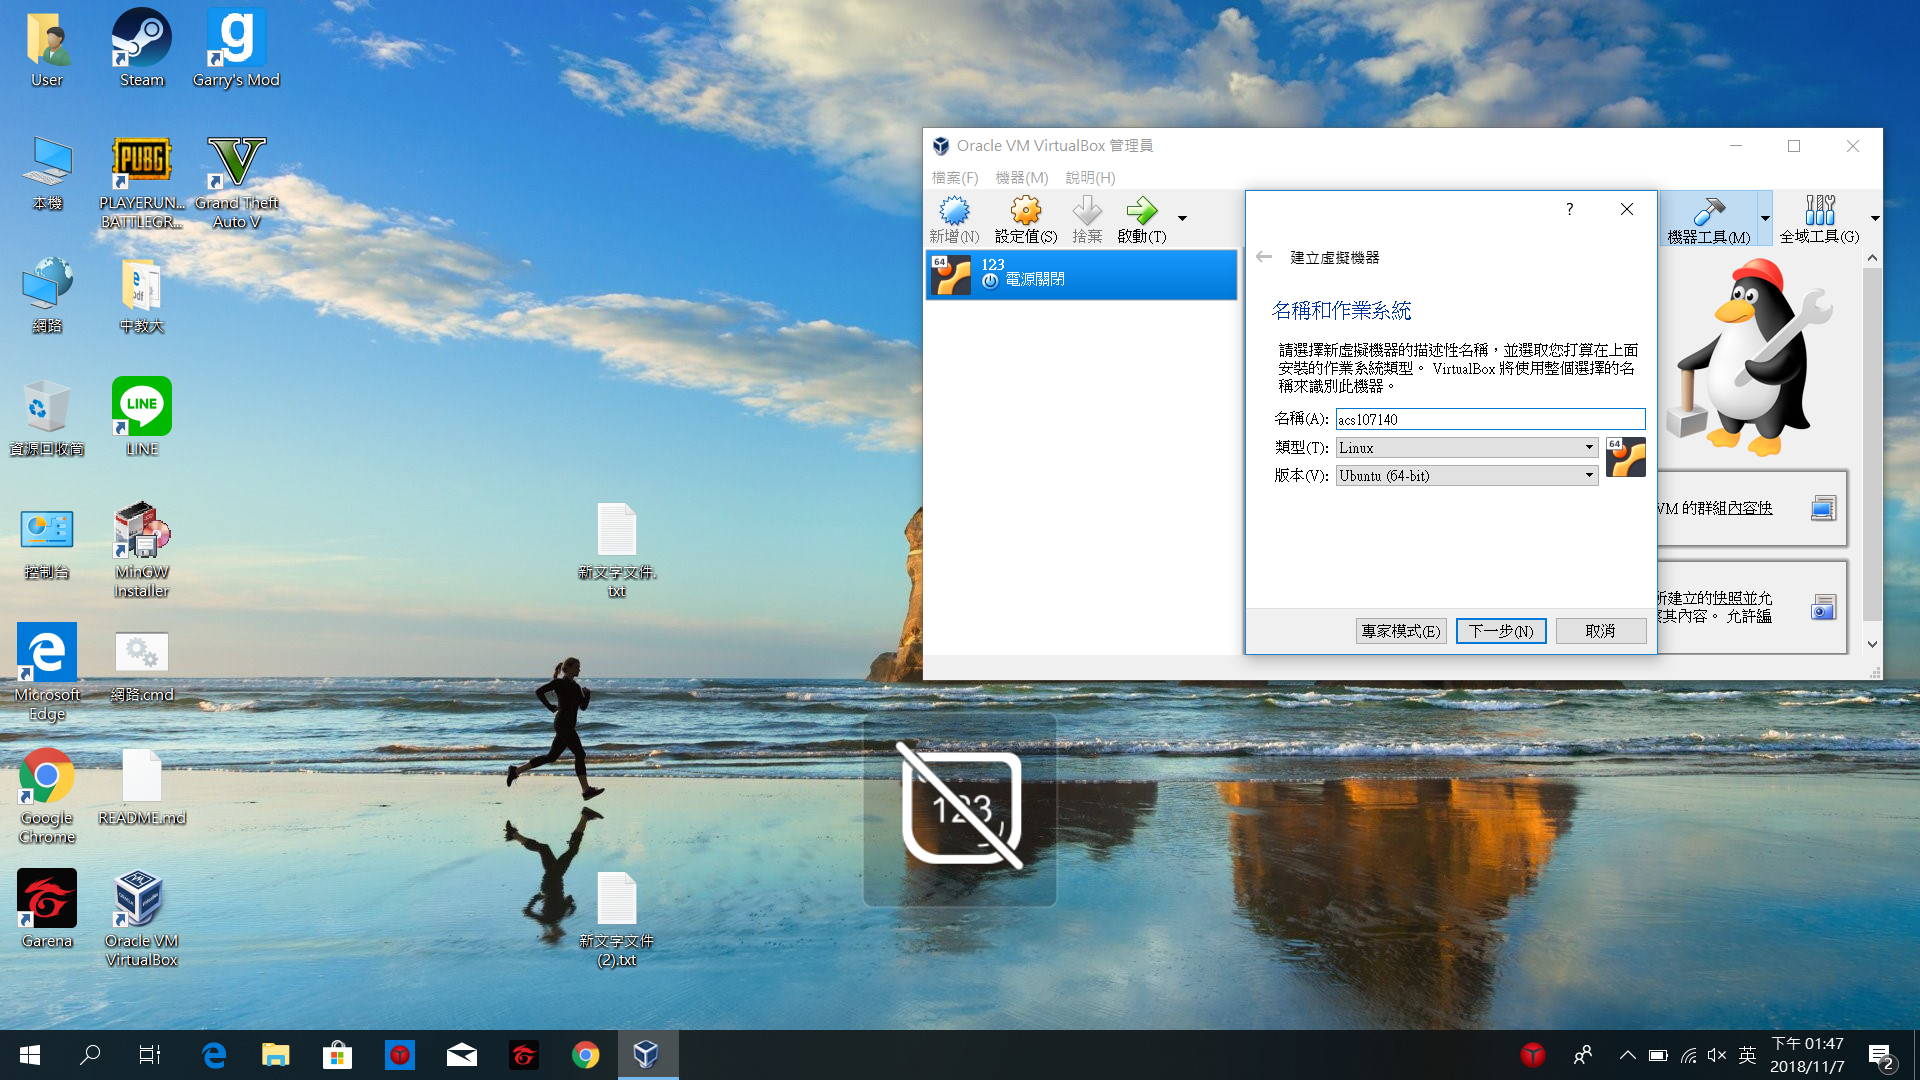 User
Steam
g
Garry's Mod
本機
PUBG
PLAYERUN...
BATTLEGR...
V
Grand Theft
Auto V
網路
中教大
資源回收筒
LINE
LINE
控制台
MinGW
Installer
Microsoft
Edge
網路.cmd
Google
Chrome
README.md
Garena
Oracle VM
VirtualBox
新文字文件.
txt
新文字文件
(2).txt
123
Oracle VM VirtualBox 管理員
檔案(F) 機器(M) 說明(H)
新增(N) 設定值(S) 捨棄 啟動(T)
機器工具(M) 全域工具(G)
64
123
電源關閉
VM 的群組內容快
所建立的快照並允
察其內容。 允許編
?
建立虛擬機器
名稱和作業系統
請選擇新虛擬機器的描述性名稱，並選取您打算在上面
安裝的作業系統類型。 VirtualBox 將使用整個選擇的名
稱來識別此機器。
名稱(A): acs107140
類型(T): Linux
版本(V): Ubuntu (64-bit)
64
專家模式(E) 下一步(N) 取消
英
下午 01:47
2018/11/7
2